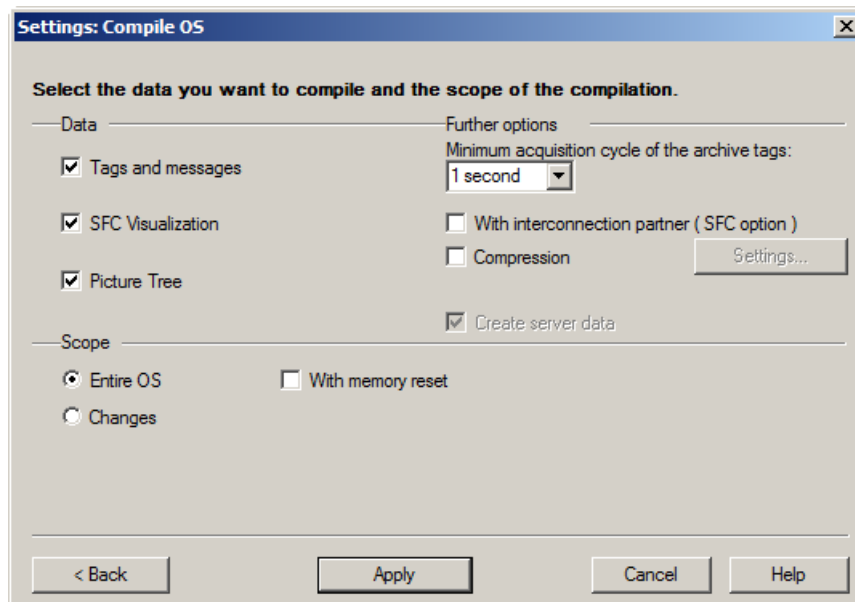 Settings: Compile OS
Select the data you want to compile and the scope of the compilation.
Data
Further options
Minimum acquisition cycle of the archive tags:
Tags and messages
1 second
SFC Visualization
With interconnection partner ( SFC option )
Compression
Settings...
Picture Tree
Create server data
Scope
Entire OS
With memory reset
Changes
< Back
Apply
Cancel
Help